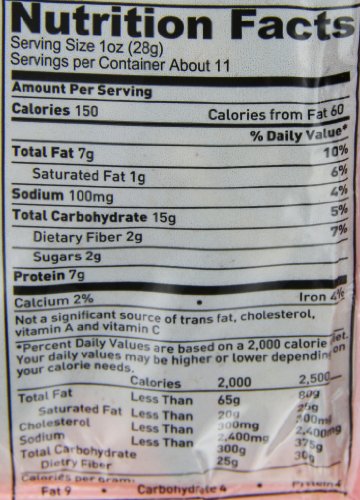 Nutrition Facts
Serving Size 1oz (28g)
Servings per Container About 11
Amount Per Serving
Calories 150 Calories from Fat 60
% Daily Value*
Total Fat 7g 10%
Saturated Fat 1g 6%
Sodium 100mg 4%
Total Carbohydrate 15g 5%
Dietary Fiber 2g 7%
Sugars 2g
Protein 7g
Calcium 2% • Iron 4%
Not a significant source of trans fat, cholesterol,
vitamin A and vitamin C
*Percent Daily Values are based on a 2,000 calorie diet.
Your daily values may be higher or lower depending on
your calorie needs.
Calories 2,000 2,500
Total Fat Less Than 65g 80g
Saturated Fat Less Than 20g 25g
Cholesterol Less Than 300mg 300mg
Sodium Less Than 2,400mg 2,400mg
Total Carbohydrate 300g 375g
Dietry Fiber 25g 30g
Calories per gram:
Fat 9 • Carbohydrate 4 • Protein 4